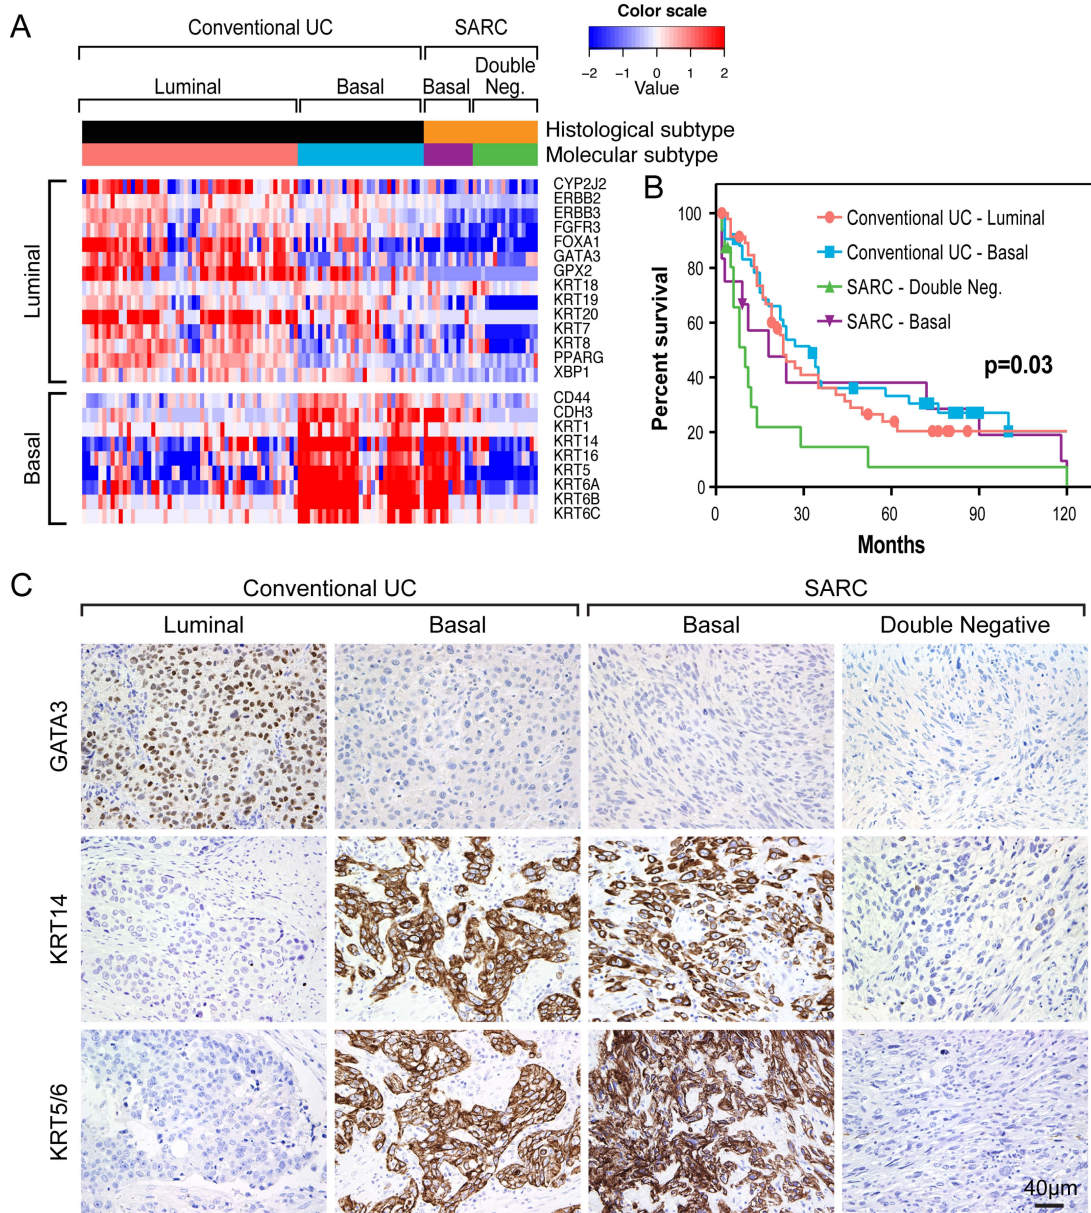 A
Conventional UC
SARC
Luminal
Basal
Basal
Double
Neg.
Color scale
−2 −1 0 1 2
Value
Histological subtype
Molecular subtype
Luminal
CYP2J2
ERBB2
ERBB3
FGFR3
FOXA1
GATA3
GPX2
KRT18
KRT19
KRT20
KRT7
KRT8
PPARG
XBP1
Basal
CD44
CDH3
KRT1
KRT14
KRT16
KRT5
KRT6A
KRT6B
KRT6C
B
Percent survival
100
80
60
40
20
0
0 30 60 90 120
Months
Conventional UC - Luminal
Conventional UC - Basal
SARC - Double Neg.
SARC - Basal
p=0.03
C
Conventional UC
SARC
Luminal
Basal
Basal
Double Negative
GATA3
KRT14
KRT5/6
40μm